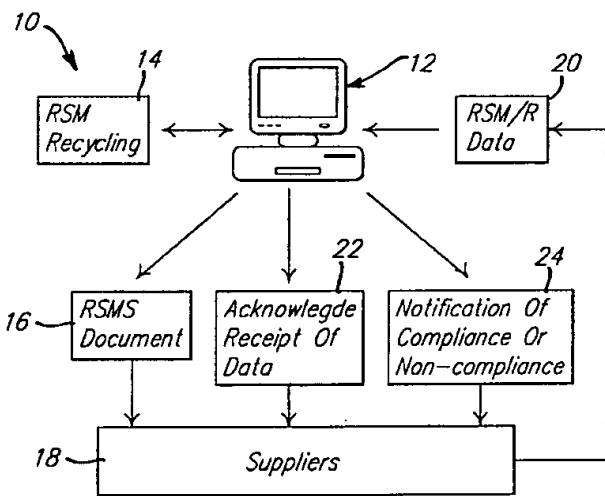 10
14
12
20
RSM
Recycling
RSM/R
Data
22
24
16
RSMS
Document
Acknowlegde
Receipt Of
Data
Notification Of
Compliance Or
Non-compliance
18
Suppliers